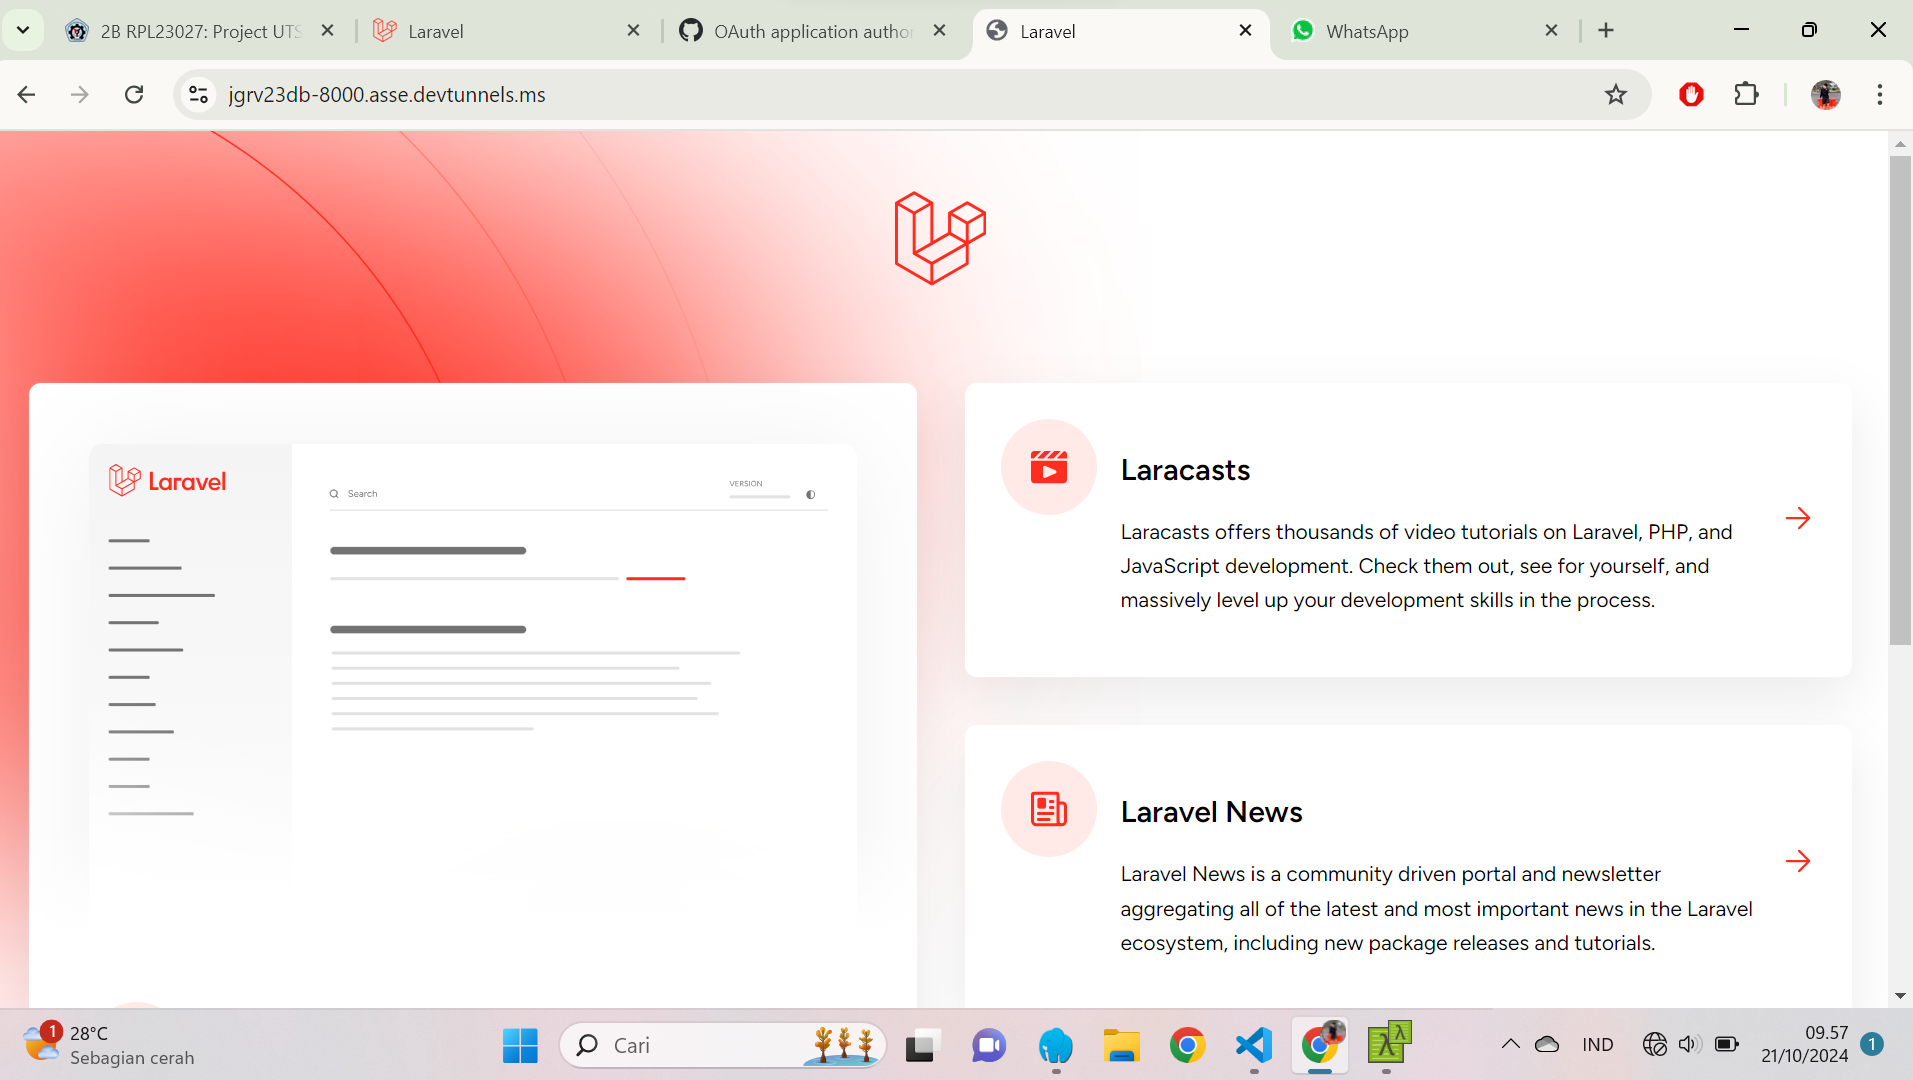 2B RPL23027: Project UTS
Laravel
OAuth application author
Laravel
WhatsApp
jgrv23db-8000.asse.devtunnels.ms
Laravel
Search
VERSION
Laracasts
Laracasts offers thousands of video tutorials on Laravel, PHP, and
JavaScript development. Check them out, see for yourself, and
massively level up your development skills in the process.
Laravel News
Laravel News is a community driven portal and newsletter
aggregating all of the latest and most important news in the Laravel
ecosystem, including new package releases and tutorials.
1
28°C
Sebagian cerah
Cari
IND
09.57
21/10/2024
1